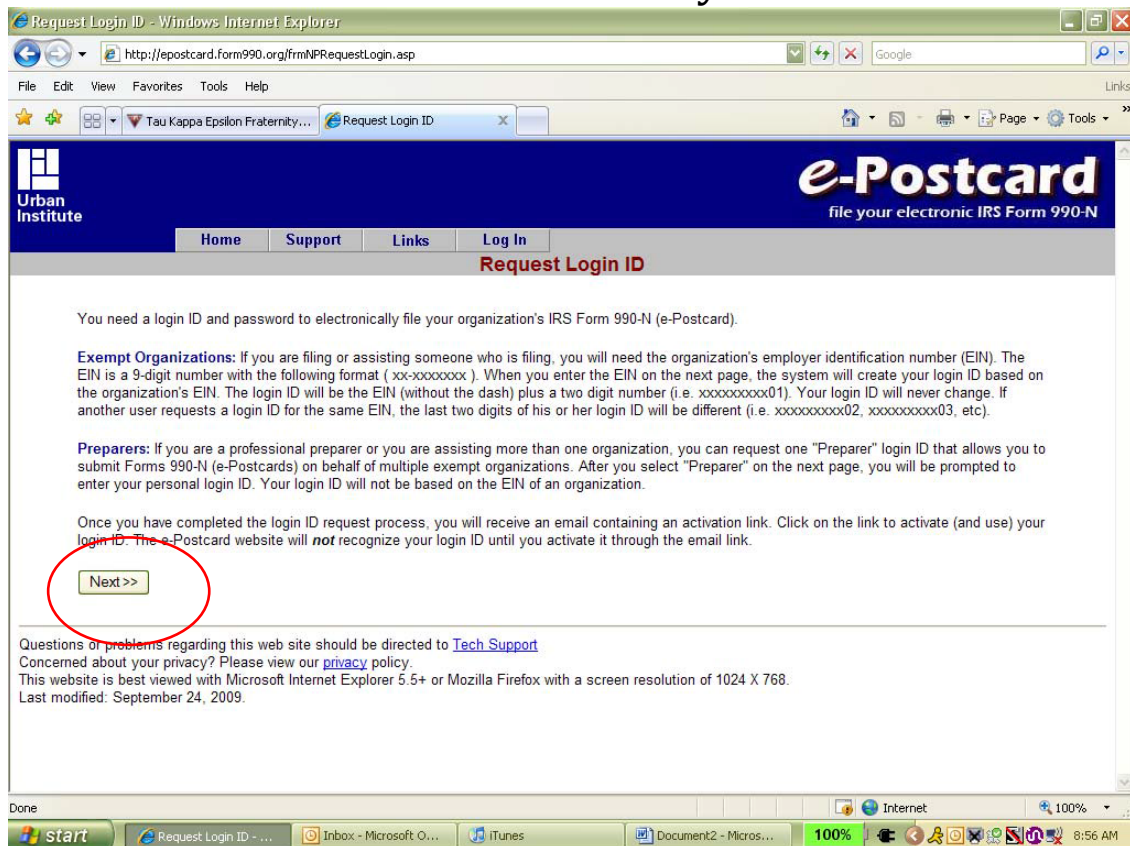 Request Login ID - Windows Internet Explorer
http://epostcard.form990.org/frmNPRequestLogin.asp
Google
File Edit View Favorites Tools Help
Links
Tau Kappa Epsilon Fraternity... Request Login ID
Page Tools
Urban
Institute
e-Postcard
file your electronic IRS Form 990-N
Home Support Links Log In
Request Login ID
You need a login ID and password to electronically file your organization's IRS Form 990-N (e-Postcard).
Exempt Organizations: If you are filing or assisting someone who is filing, you will need the organization's employer identification number (EIN). The
EIN is a 9-digit number with the following format ( xx-xxxxxxx ). When you enter the EIN on the next page, the system will create your login ID based on
the organization's EIN. The login ID will be the EIN (without the dash) plus a two digit number (i.e. xxxxxxxxx01). Your login ID will never change. If
another user requests a login ID for the same EIN, the last two digits of his or her login ID will be different (i.e. xxxxxxxxx02, xxxxxxxxx03, etc).
Preparers: If you are a professional preparer or you are assisting more than one organization, you can request one "Preparer" login ID that allows you to
submit Forms 990-N (e-Postcards) on behalf of multiple exempt organizations. After you select "Preparer" on the next page, you will be prompted to
enter your personal login ID. Your login ID will not be based on the EIN of an organization.
Once you have completed the login ID request process, you will receive an email containing an activation link. Click on the link to activate (and use) your
login ID. The e-Postcard website will not recognize your login ID until you activate it through the email link.
Next >>
Questions or problems regarding this web site should be directed to Tech Support
Concerned about your privacy? Please view our privacy policy.
This website is best viewed with Microsoft Internet Explorer 5.5+ or Mozilla Firefox with a screen resolution of 1024 X 768.
Last modified: September 24, 2009.
Done
Internet 100%
start Request Login ID - ... Inbox - Microsoft O... iTunes Document2 - Micros... 100% 8:56 AM